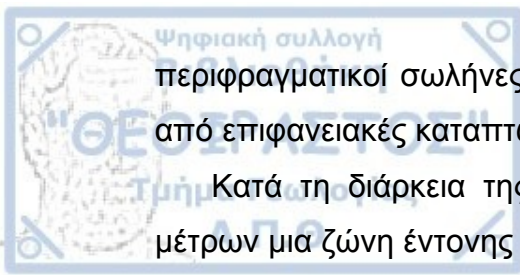 Ψηφιακή συλλογή
Βιβλιοθήκη
περιφραγματικοί σωλήνες
"ΘΕΟΦΡΑΣΤΟΣ"
από επιφανειακές καταπτ
Τμήμα Γεωλογίας
Κατά τη διάρκεια της
Α.Π.Θ
μέτρων μια ζώνη έντονης